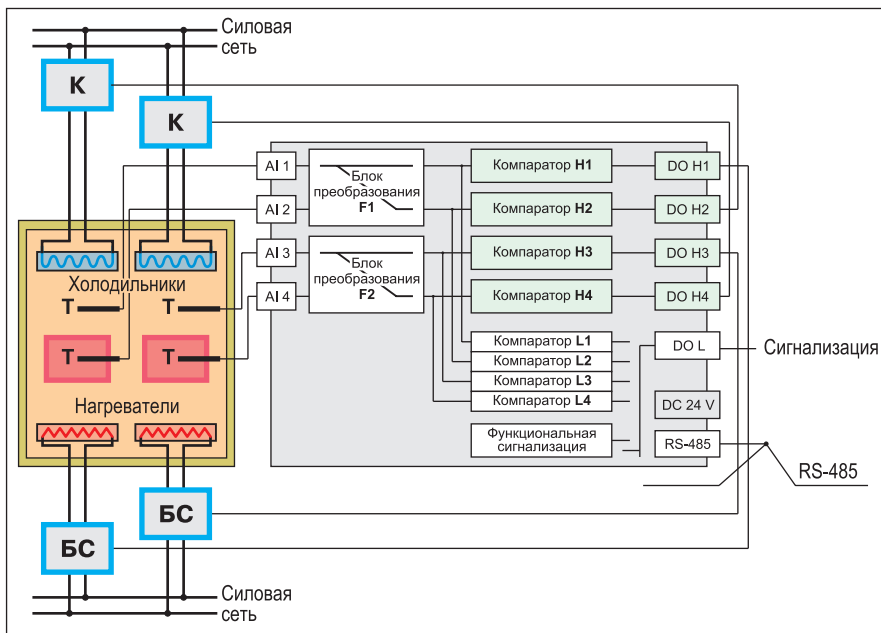 Силовая
сеть
К
К
AI 1
Блок
преобразования
F1
Компаратор H1
DO H1
AI 2
Компаратор H2
DO H2
AI 3
Блок
преобразования
F2
Компаратор H3
DO H3
AI 4
Компаратор H4
DO H4
Холодильники
Т
Т
Т
Т
Компаратор L1
Компаратор L2
Компаратор L3
Компаратор L4
DO L
Сигнализация
DC 24 V
Нагреватели
Функциональная
сигнализация
RS-485
RS-485
БС
БС
Силовая
сеть